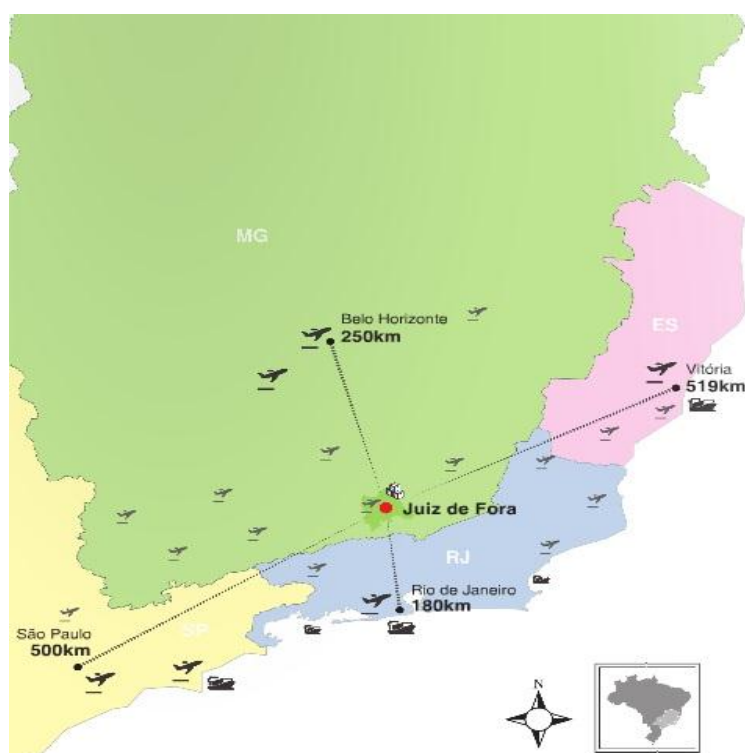 MG
Belo Horizonte
250km
ES
Vitória
519km
Juiz de Fora
RJ
Rio de Janeiro
180km
São Paulo
500km
SP
N